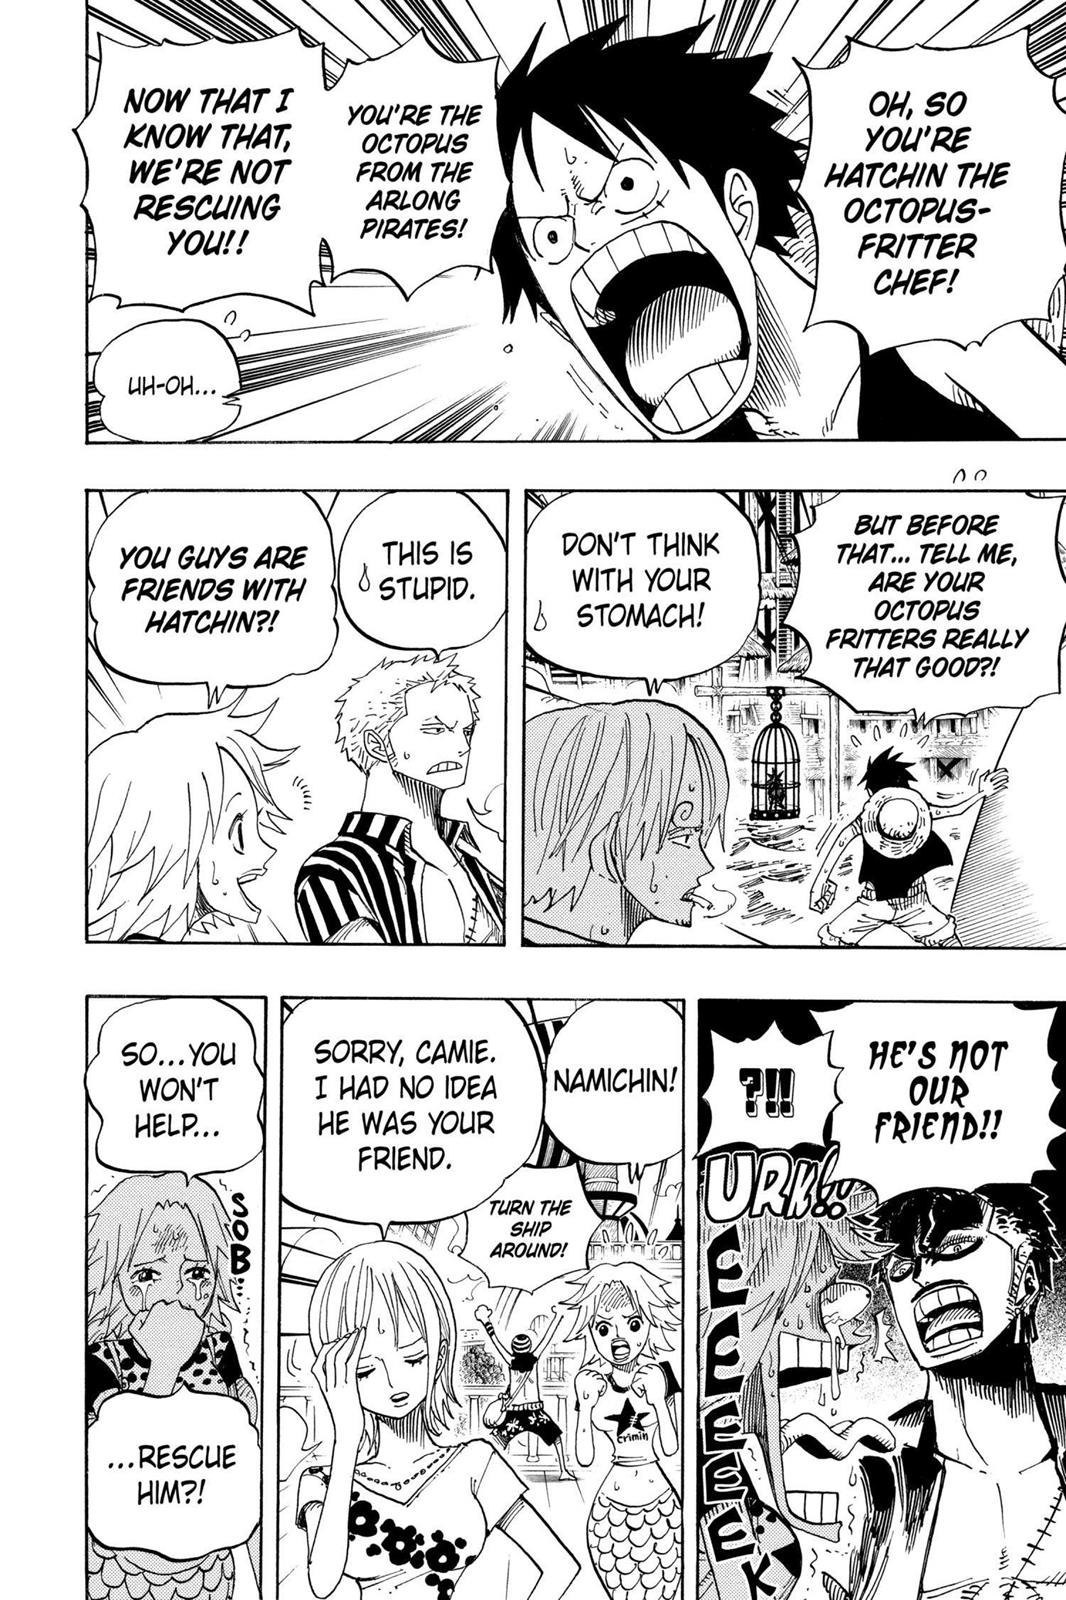 OH, SO
YOU'RE
HATCHIN THE
OCTOPUS-
FRITTER
CHEF!
YOU'RE THE
OCTOPUS
FROM THE
ARLONG
PIRATES!
NOW THAT I
KNOW THAT,
WE'RE NOT
RESCUING
YOU!!
UH-OH...
BUT BEFORE
THAT... TELL ME,
ARE YOUR
OCTOPUS
FRITTERS REALLY
THAT GOOD?!
DON'T THINK
WITH YOUR
STOMACH!
THIS IS
STUPID.
YOU GUYS ARE
FRIENDS WITH
HATCHIN?!
HE'S NOT
OUR
FRIEND!!
?!!
URK!!
EEEEEEK
NAMICHIN!
SORRY, CAMIE.
I HAD NO IDEA
HE WAS YOUR
FRIEND.
TURN THE
SHIP
AROUND!
crimin
SO...YOU
WON'T
HELP...
SOB
...RESCUE
HIM?!